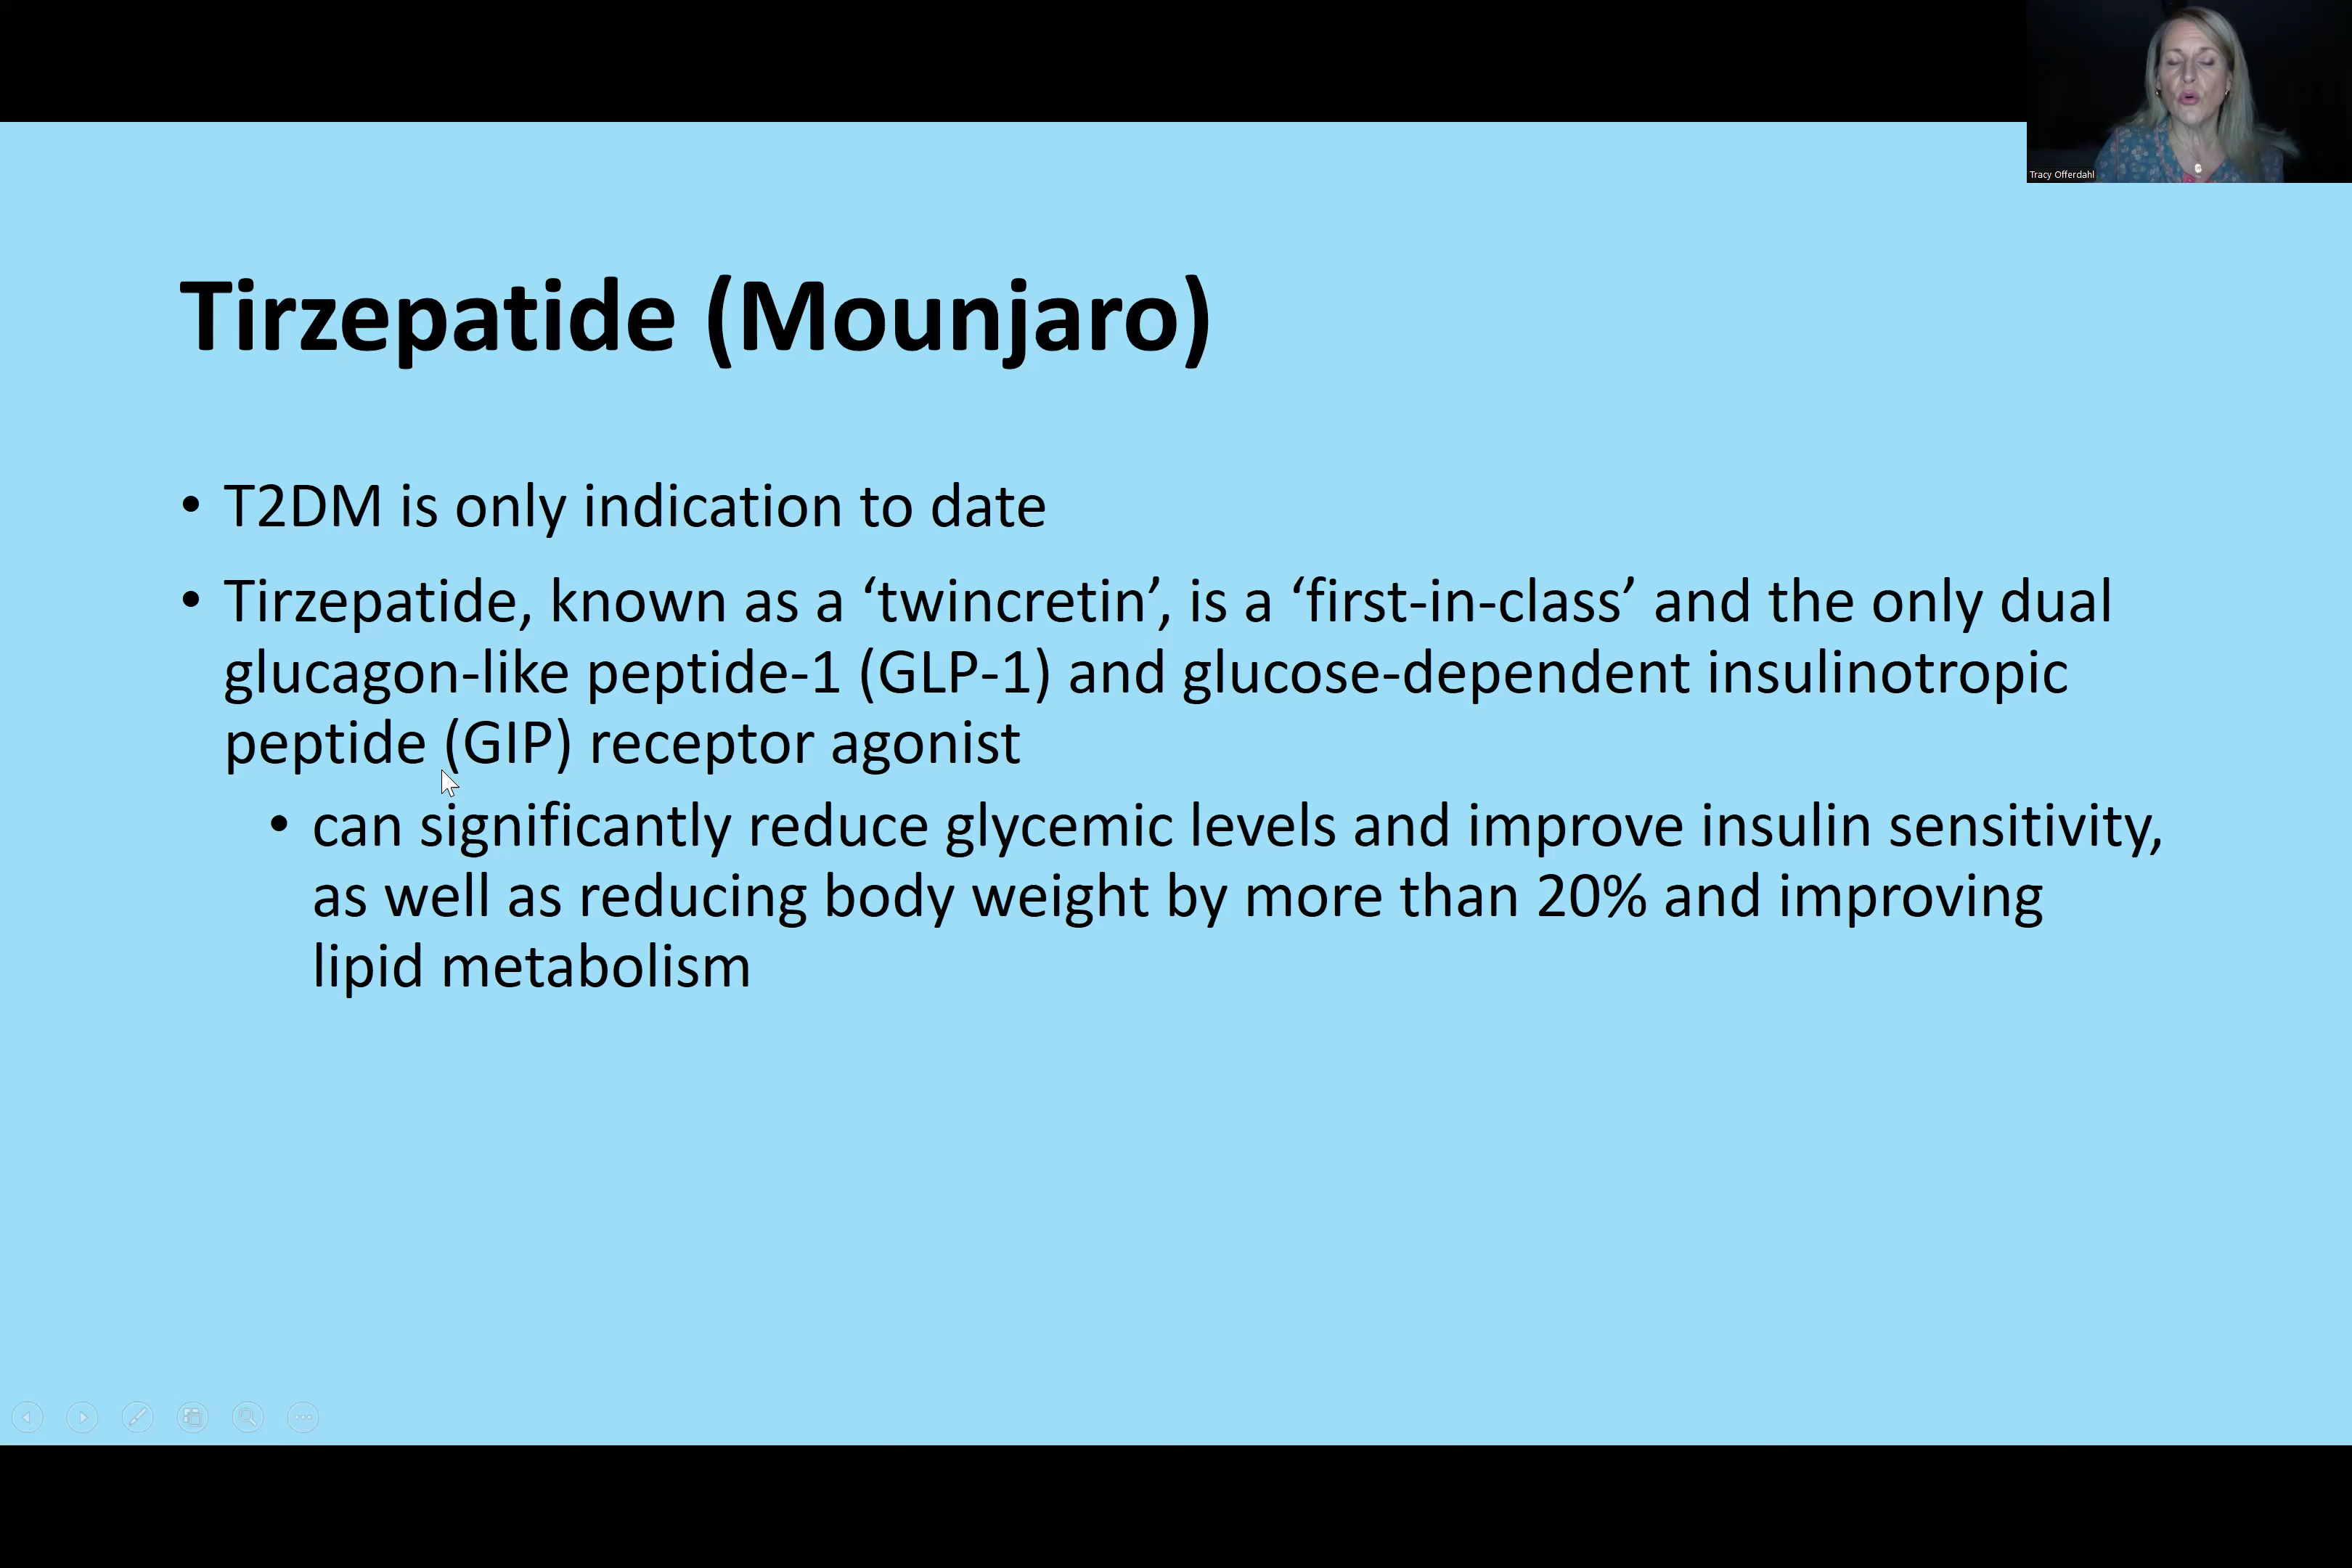 Tracy Offerdahl
Tirzepatide (Mounjaro)
• T2DM is only indication to date
• Tirzepatide, known as a ‘twincretin’, is a ‘first-in-class’ and the only dual
glucagon-like peptide-1 (GLP-1) and glucose-dependent insulinotropic
peptide (GIP) receptor agonist
• can significantly reduce glycemic levels and improve insulin sensitivity,
as well as reducing body weight by more than 20% and improving
lipid metabolism